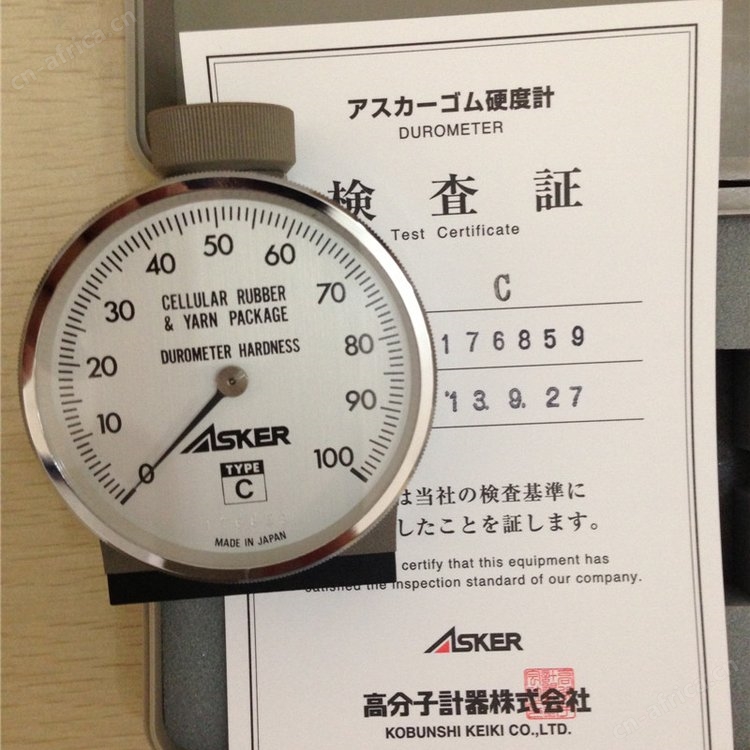 アスカーゴム硬度計
DUROMETER
検査証
Test Certificate
C
176859
'13.9.27
は当社の検査基準に
したことを証します。
certify that this equipment has
satisfied the inspection standard of our company.
ASKER
高分子計器株式会社
KOBUNSHI KEIKI CO.,LTD.
0
10
20
30
40
50
60
70
80
90
100
CELLULAR RUBBER
& YARN PACKAGE
DUROMETER HARDNESS
ASKER
TYPE
C
MADE IN JAPAN